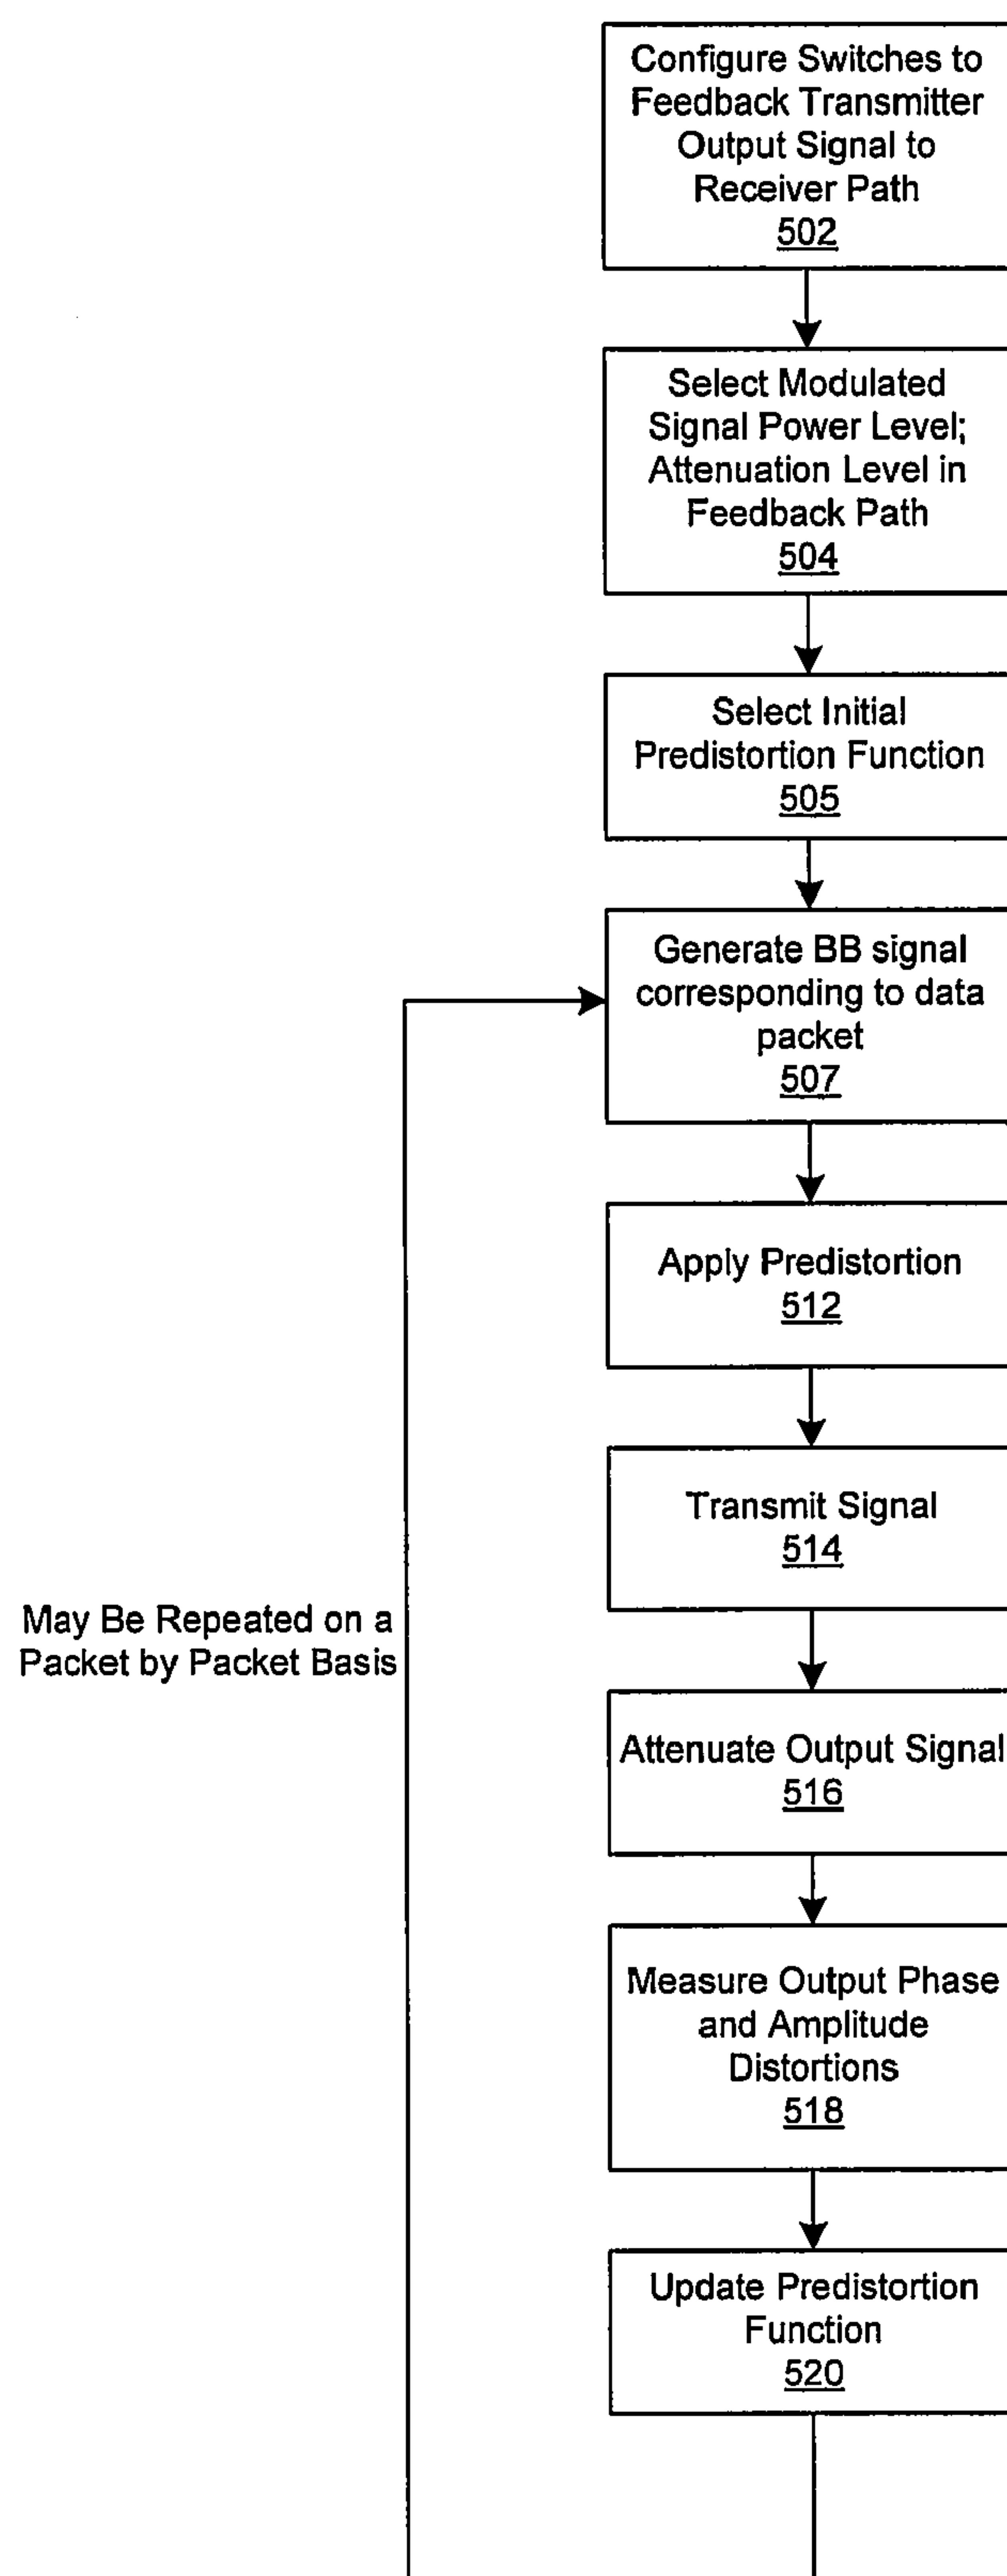 Configure Switches to
Feedback Transmitter
Output Signal to
Receiver Path
502
Select Modulated
Signal Power Level;
Attenuation Level in
Feedback Path
504
Select Initial
Predistortion Function
505
Generate BB signal
corresponding to data
packet
507
Apply Predistortion
512
Transmit Signal
514
May Be Repeated on a
Packet by Packet Basis
Attenuate Output Signal
516
Measure Output Phase
and Amplitude
Distortions
518
Update Predistortion
Function
520